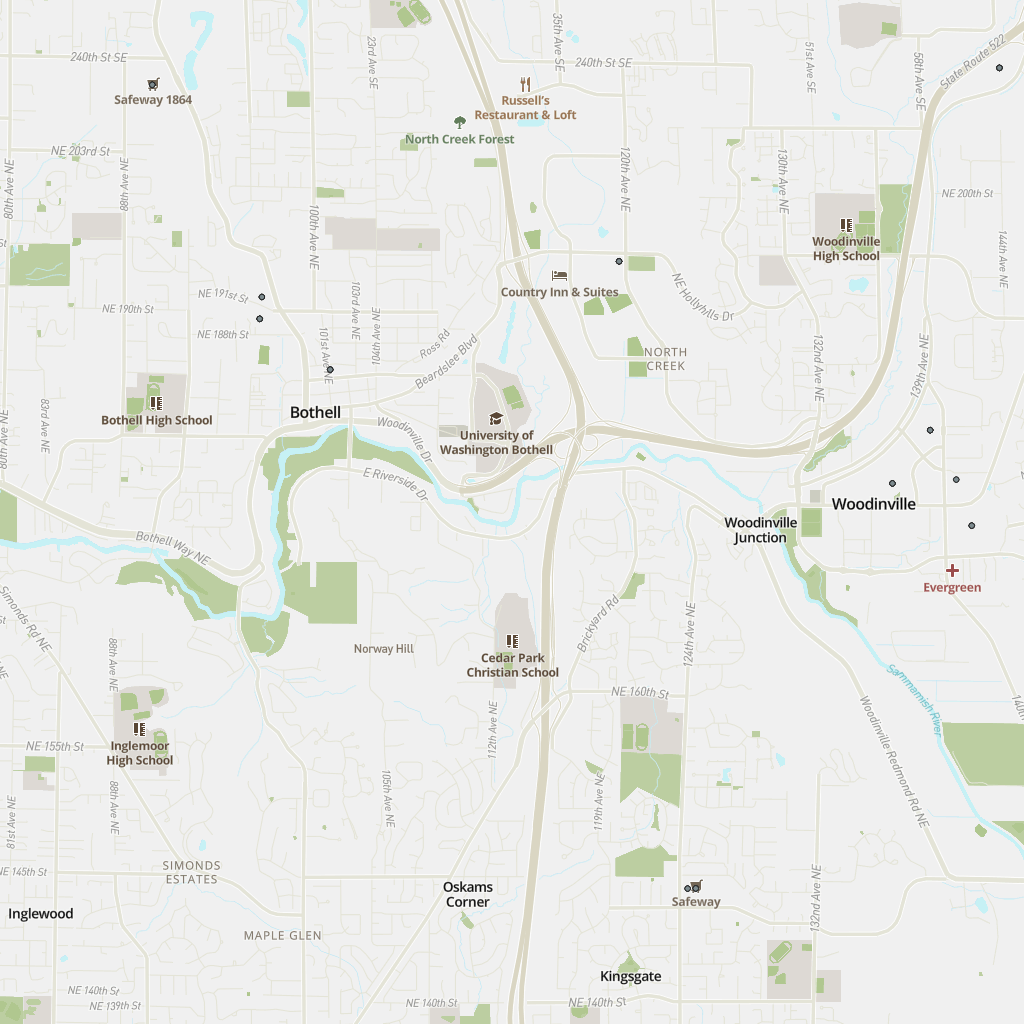 35th Ave SE
23rd Ave SE
51st Ave SE
58th Ave SE
State Route 522
240th St SE
240th St SE
Safeway 1864
Russell's
Restaurant & Loft
North Creek Forest
NE 203rd St
80th Ave NE
88th Ave NE
120th Ave NE
130th Ave NE
NE 200th St
100th Ave NE
Woodinville
High School
144th Ave NE
Country Inn & Suites
NE Hollyhills Dr
NE 191st St
NE 190th St
103rd Ave NE
104th Ave NE
101st Ave NE
NE 188th St
Ross Rd
Beardslee Blvd
132nd Ave NE
139th Ave NE
NORTH
CREEK
83rd Ave NE
80th Ave NE
Bothell High School
Bothell
Woodinville Dr
University of
Washington Bothell
E Riverside Dr
Woodinville
Woodinville
Junction
Bothell Way NE
Evergreen
Simonds Rd NE
88th Ave NE
Brickyard Rd
124th Ave NE
Norway Hill
Cedar Park
Christian School
Sammamish River
NE 160th St
112th Ave NE
Woodinville Redmond Rd NE
140th
Inglemoor
High School
NE 155th St
88th Ave NE
81st Ave NE
105th Ave NE
119th Ave NE
NE 145th St
SIMONDS
ESTATES
Oskams
Corner
Safeway
132nd Ave NE
Inglewood
MAPLE GLEN
Kingsgate
NE 140th St
NE 139th St
NE 140th St
NE 140th St